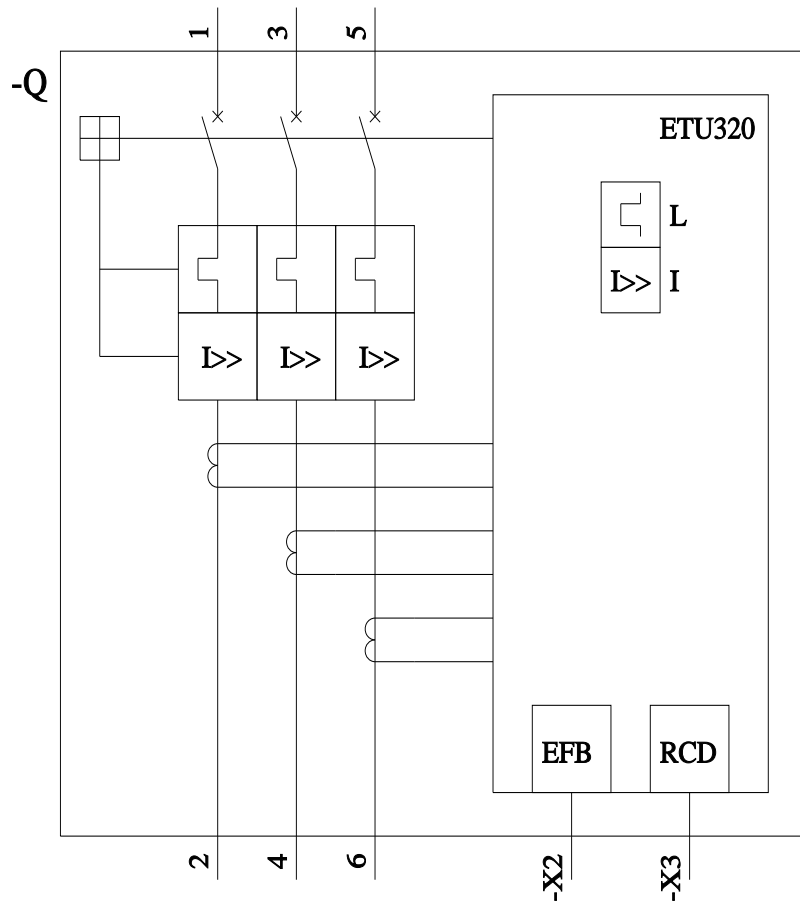 1 3 5
-Q
ETU320
L
I>> I
I>> I>> I>>
EFB RCD
2 4 6 -X2 -X3